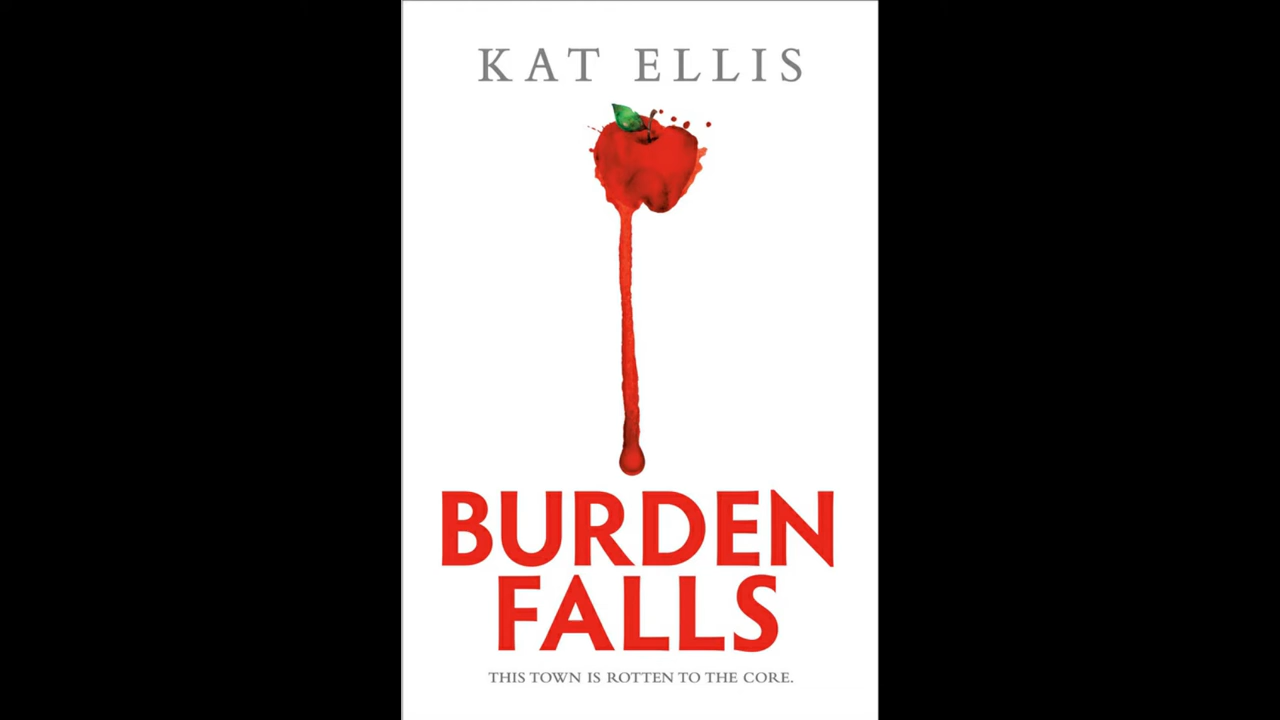 KAT ELLIS
BURDEN
FALLS
THIS TOWN IS ROTTEN TO THE CORE.